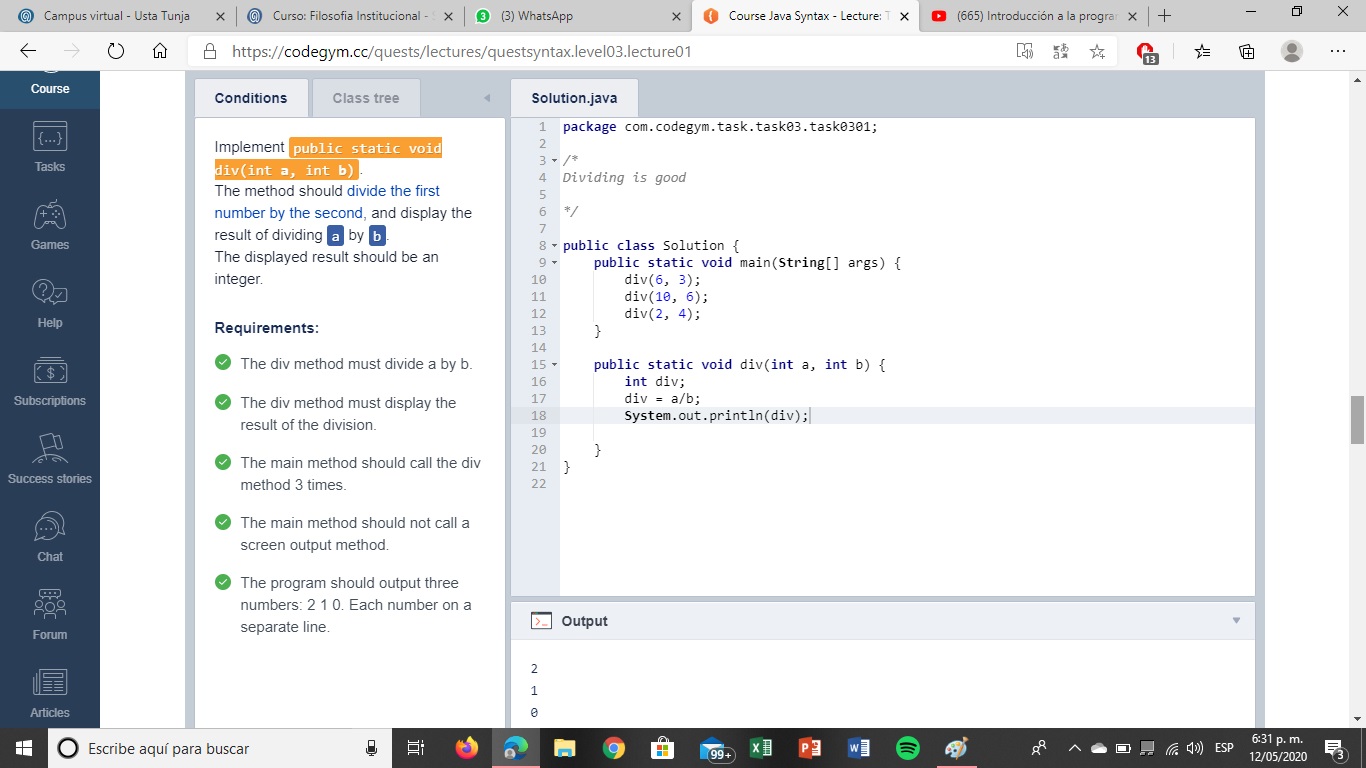 Campus virtual - Usta Tunja
Curso: Filosofia Institucional -
(3) WhatsApp
Course Java Syntax - Lecture:
(665) Introducción a la progra
https://codegym.cc/quests/lectures/questsyntax.level03.lecture01
13
Course
Tasks
Games
Help
Subscriptions
Success stories
Chat
Forum
Articles
Conditions
Class tree
Implement public static void
div(int a, int b).
The method should divide the first
number by the second, and display the
result of dividing a by b.
The displayed result should be an
integer.
Requirements:
The div method must divide a by b.
The div method must display the
result of the division.
The main method should call the div
method 3 times.
The main method should not call a
screen output method.
The program should output three
numbers: 2 1 0. Each number on a
separate line.
Solution.java
1 package com.codegym.task.task03.task0301;
2
3 /*
4 Dividing is good
5
6 */
7
8 public class Solution {
9 public static void main(String[] args) {
10 div(6, 3);
11 div(10, 6);
12 div(2, 4);
13 }
14
15 public static void div(int a, int b) {
16 int div;
17 div = a/b;
18 System.out.println(div);
19
20 }
21 }
22
Output
2
1
0
Escribe aquí para buscar
99+
ESP
6:31 p. m.
12/05/2020
3